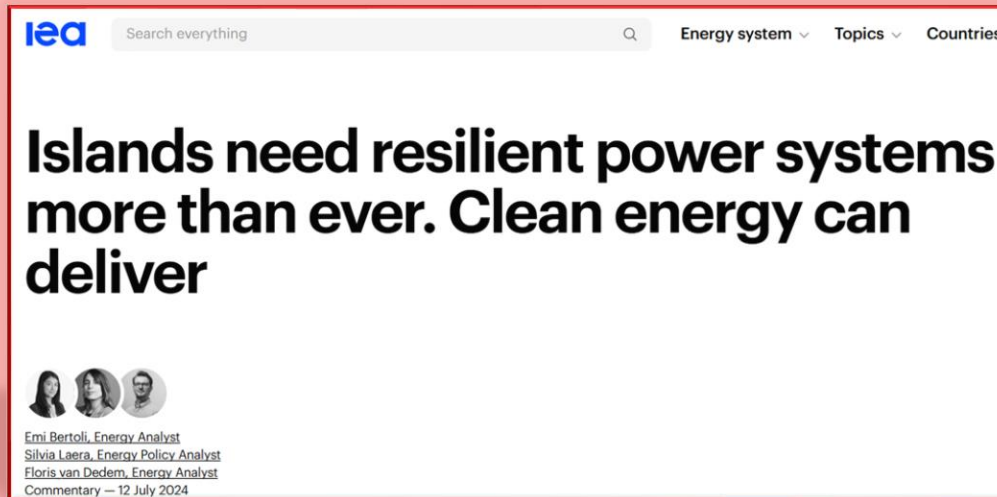 iea
Search everything
Energy system
Topics
Countries
Islands need resilient power systems
more than ever. Clean energy can
deliver
Emi Bertoli, Energy Analyst
Silvia Laera, Energy Policy Analyst
Floris van Dedem, Energy Analyst
Commentary — 12 July 2024